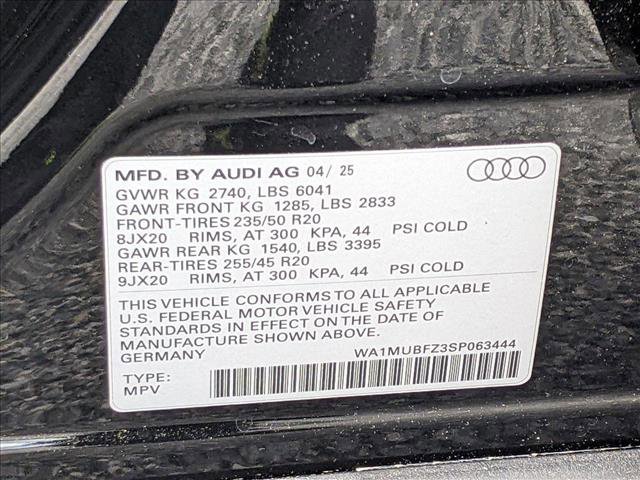 MFD. BY AUDI AG 04/ 25
GVWR KG 2740, LBS 6041
GAWR FRONT KG 1285, LBS 2833
FRONT-TIRES 235/50 R20
8JX20 RIMS, AT 300 KPA, 44 PSI COLD
GAWR REAR KG 1540, LBS 3395
REAR-TIRES 255/45 R20
9JX20 RIMS, AT 300 KPA, 44 PSI COLD
THIS VEHICLE CONFORMS TO ALL APPLICABLE
U.S. FEDERAL MOTOR VEHICLE SAFETY
STANDARDS IN EFFECT ON THE DATE OF
MANUFACTURE SHOWN ABOVE.
GERMANY WA1MUBFZ3SP063444
TYPE:
MPV